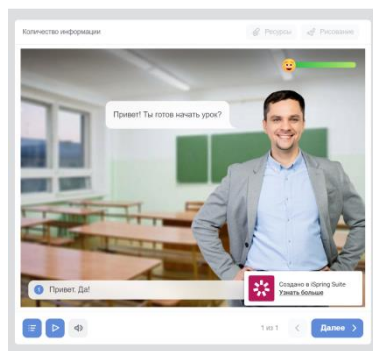 Количество информации
Ресурсы
Рисование
Привет! Ты готов начать урок?
1 Привет. Да!
Создано в iSpring Suite
Узнать больше
1 из 1
Далее